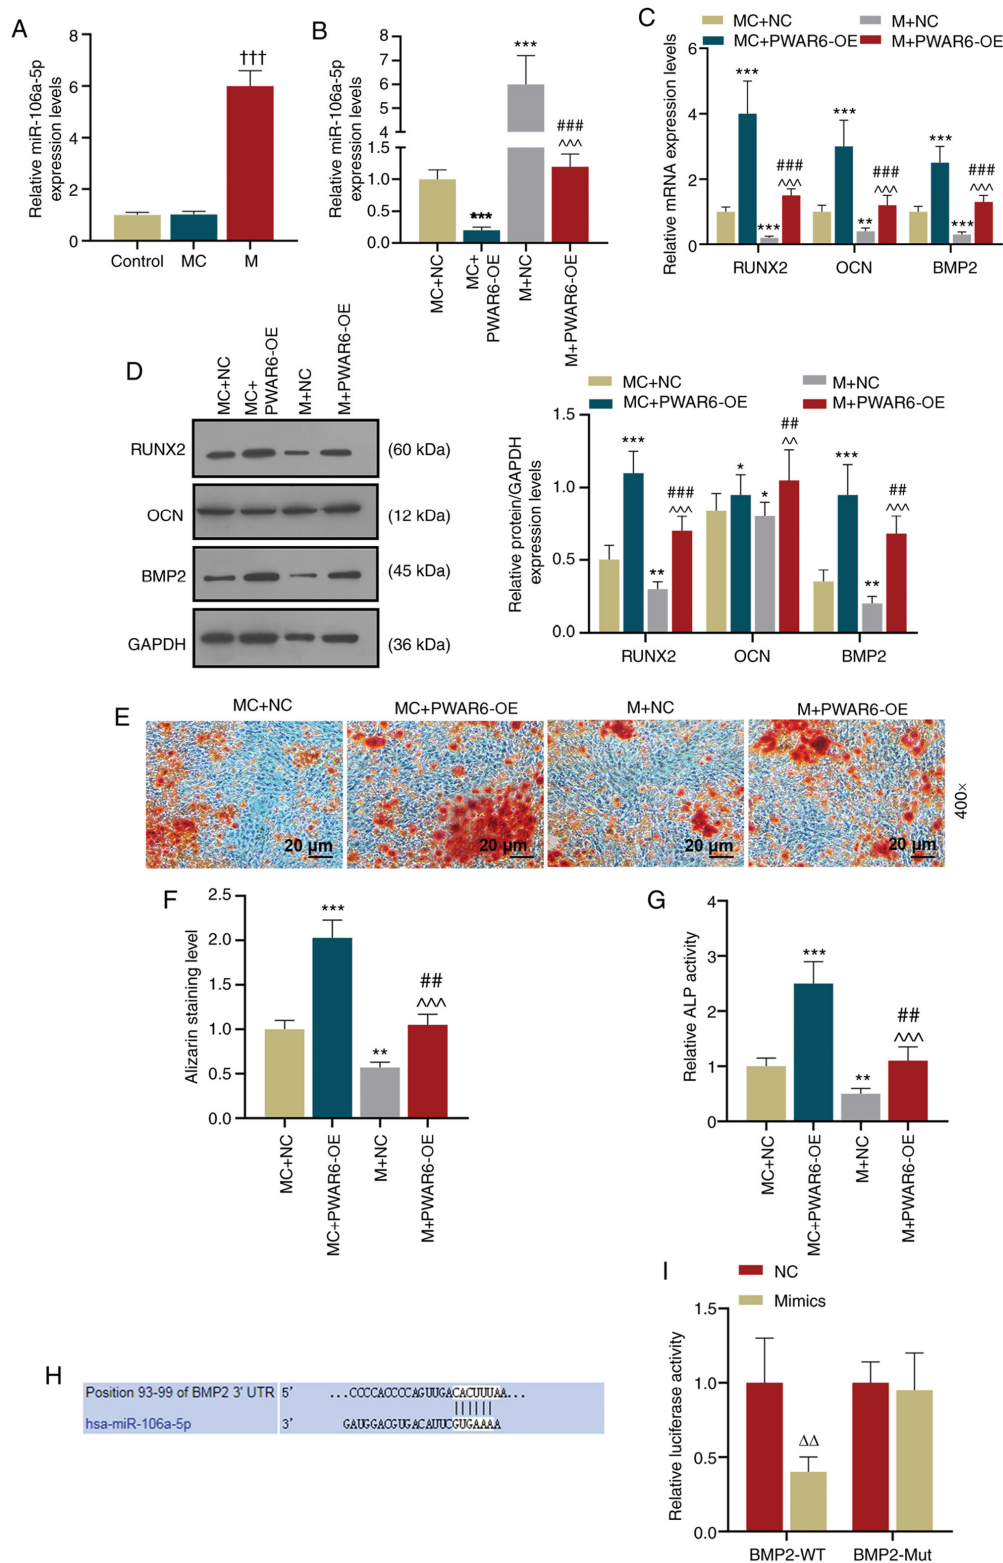 A
Relative miR-106a-5p
expression levels
8
6
4
2
0
†††
Control MC M
B
Relative miR-106a-5p
expression levels
8
7
6
5
4
1.5
1.0
0.5
0.0
***
***
###
^^^
MC+NC
MC+
PWAR6-OE
M+NC
M+PWAR6-OE
C
MC+NC
M+NC
MC+PWAR6-OE
M+PWAR6-OE
Relative mRNA expression levels
6
4
2
0
*** *** ###
^^^
*** ** ###
^^^
*** *** ###
^^^
RUNX2 OCN BMP2
D
MC+NC
MC+
PWAR6-OE
M+NC
M+PWAR6-OE
RUNX2 (60 kDa)
OCN (12 kDa)
BMP2 (45 kDa)
GAPDH (36 kDa)
MC+NC
M+NC
MC+PWAR6-OE
M+PWAR6-OE
Relative protein/GAPDH
expression levels
1.5
1.0
0.5
0.0
*** ** ###
^^^
* * ##
^^
*** ** ##
^^^
RUNX2 OCN BMP2
E
MC+NC MC+PWAR6-OE M+NC M+PWAR6-OE
20 µm 20 µm 20 µm 20 µm
400×
F
Alizarin staining level
2.5
2.0
1.5
1.0
0.5
0.0
***
**
##
^^^
MC+NC
MC+PWAR6-OE
M+NC
M+PWAR6-OE
G
Relative ALP activity
4
3
2
1
0
***
**
##
^^^
MC+NC
MC+PWAR6-OE
M+NC
M+PWAR6-OE
H
Position 93-99 of BMP2 3' UTR 5' ...CCCCACCCCAGUUGACACUUUAA...
||||||
hsa-miR-106a-5p 3' GAUGGACGUGACAUUCGUGAAAA
I
NC
Mimics
Relative luciferase activity
1.5
1.0
0.5
0.0
ΔΔ
BMP2-WT BMP2-Mut